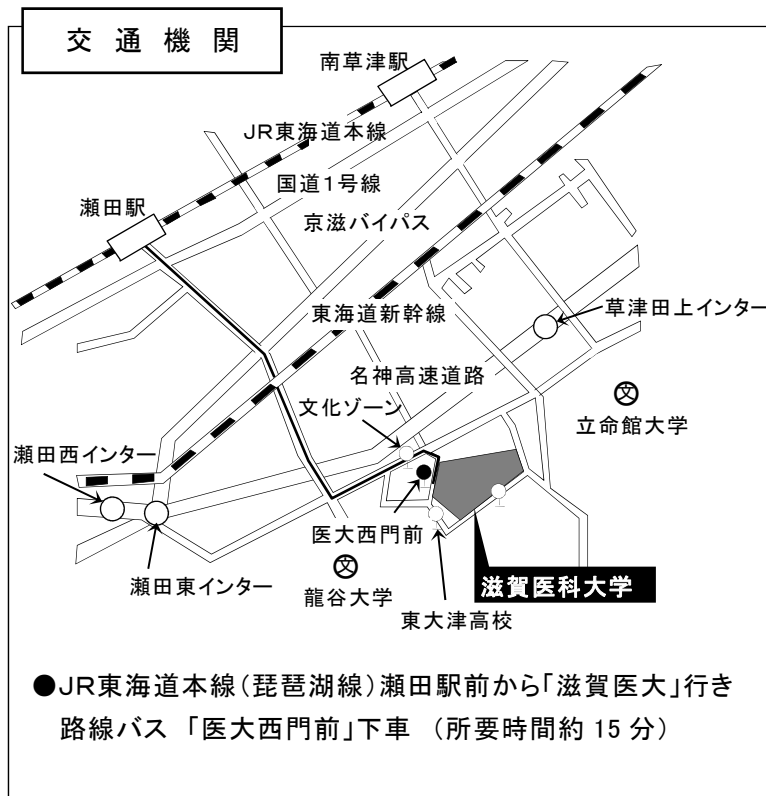 交通機関
南草津駅
JR東海道本線
国道1号線
瀬田駅
京滋バイパス
東海道新幹線
草津田上インター
名神高速道路
文化ゾーン
文
立命館大学
瀬田西インター
医大西門前
文
瀬田東インター
龍谷大学
滋賀医科大学
東大津高校
●JR東海道本線(琵琶湖線)瀬田駅前から「滋賀医大」行き
路線バス 「医大西門前」下車 (所要時間約 15 分)